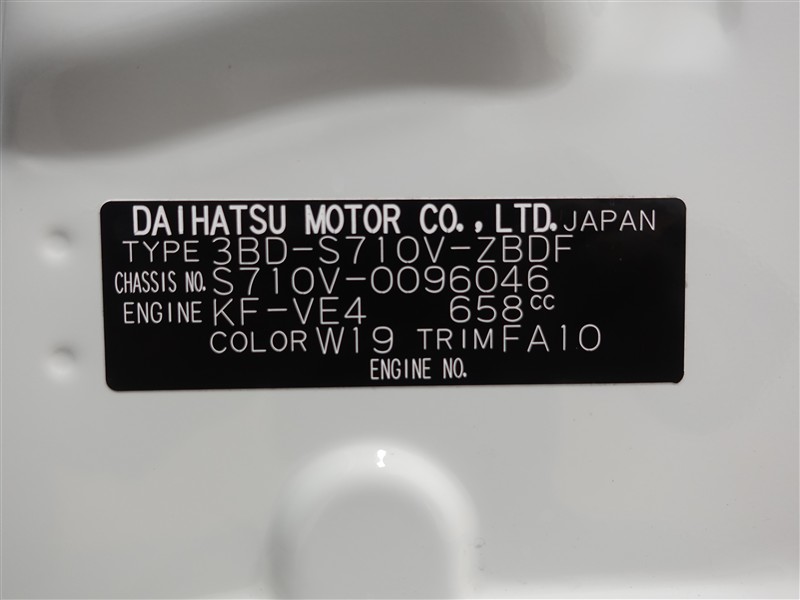 DAIHATSU MOTOR CO.,LTD. JAPAN
TYPE 3BD-S710V-ZBDF
CHASSIS NO. S710V-0096046
ENGINE KF-VE4 658cc
COLOR W19 TRIM FA10
ENGINE NO.